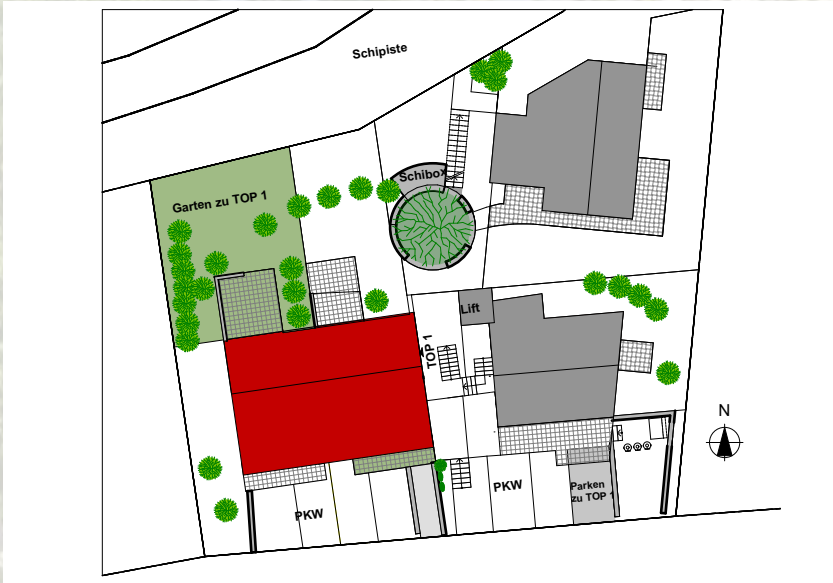 Schipiste
Schibox
Garten zu TOP 1
Lift
TOP 1
N
PKW
PKW
Parken
zu TOP 1